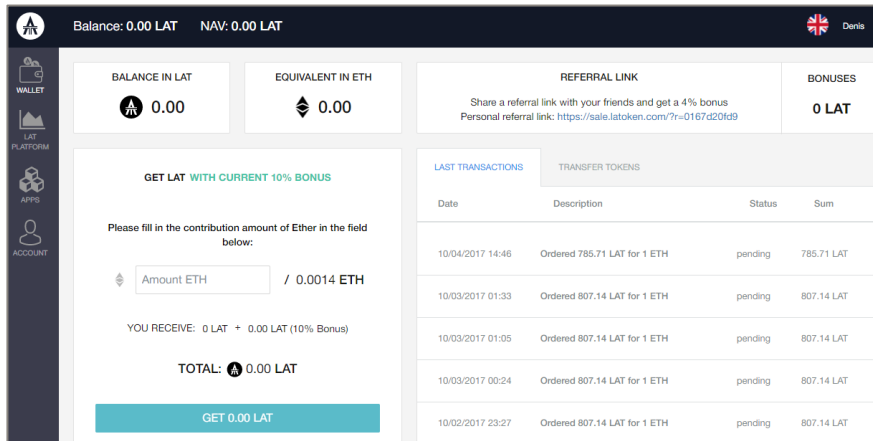 Balance: 0.00 LAT NAV: 0.00 LAT Denis
WALLET
LAT
PLATFORM
APPS
ACCOUNT
BALANCE IN LAT
0.00
EQUIVALENT IN ETH
0.00
REFERRAL LINK
Share a referral link with your friends and get a 4% bonus
Personal referral link: https://sale.latoken.com/?r=0167d20fd9
BONUSES
0 LAT
GET LAT WITH CURRENT 10% BONUS
Please fill in the contribution amount of Ether in the field
below:
Amount ETH / 0.0014 ETH
YOU RECEIVE: 0 LAT + 0.00 LAT (10% Bonus)
TOTAL: 0.00 LAT
GET 0.00 LAT
LAST TRANSACTIONS TRANSFER TOKENS
Date Description Status Sum
10/04/2017 14:46 Ordered 785.71 LAT for 1 ETH pending 785.71 LAT
10/03/2017 01:33 Ordered 807.14 LAT for 1 ETH pending 807.14 LAT
10/03/2017 01:05 Ordered 807.14 LAT for 1 ETH pending 807.14 LAT
10/03/2017 00:24 Ordered 807.14 LAT for 1 ETH pending 807.14 LAT
10/02/2017 23:27 Ordered 807.14 LAT for 1 ETH pending 807.14 LAT